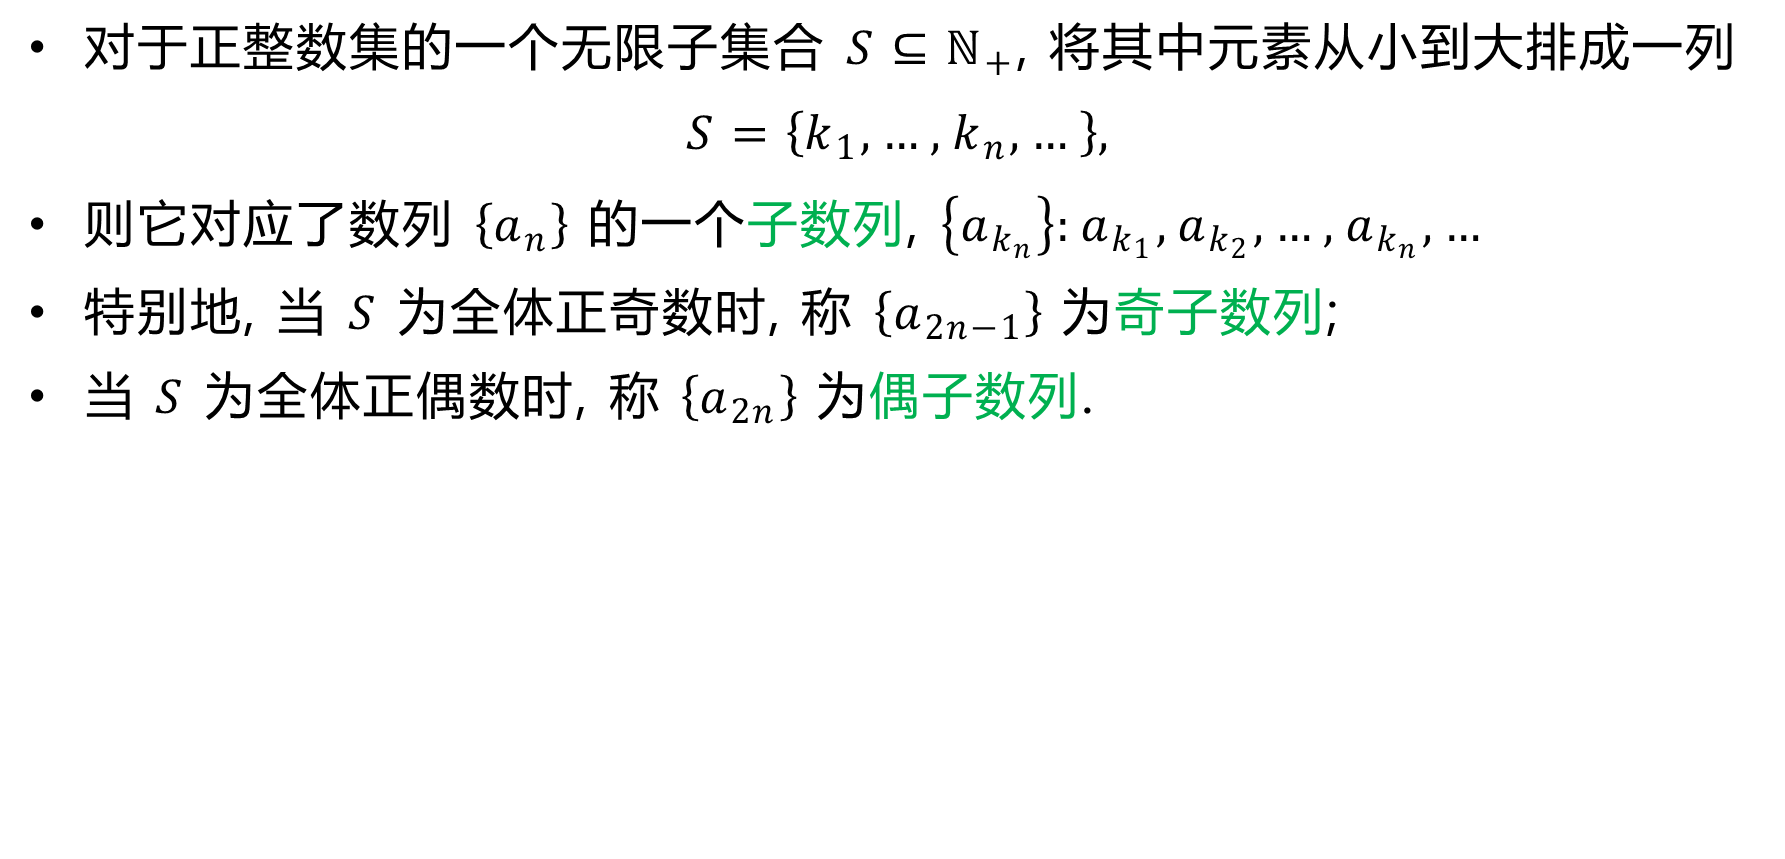 • 对于正整数集的一个无限子集合 S ⊆ ℕ₊, 将其中元素从小到大排成一列
S = {k₁, … , kₙ, … },
• 则它对应了数列 {aₙ} 的一个子数列, {a_{kₙ}}: a_{k₁}, a_{k₂}, … , a_{kₙ}, …
• 特别地, 当 S 为全体正奇数时, 称 {a₂ₙ₋₁} 为奇子数列;
• 当 S 为全体正偶数时, 称 {a₂ₙ} 为偶子数列.